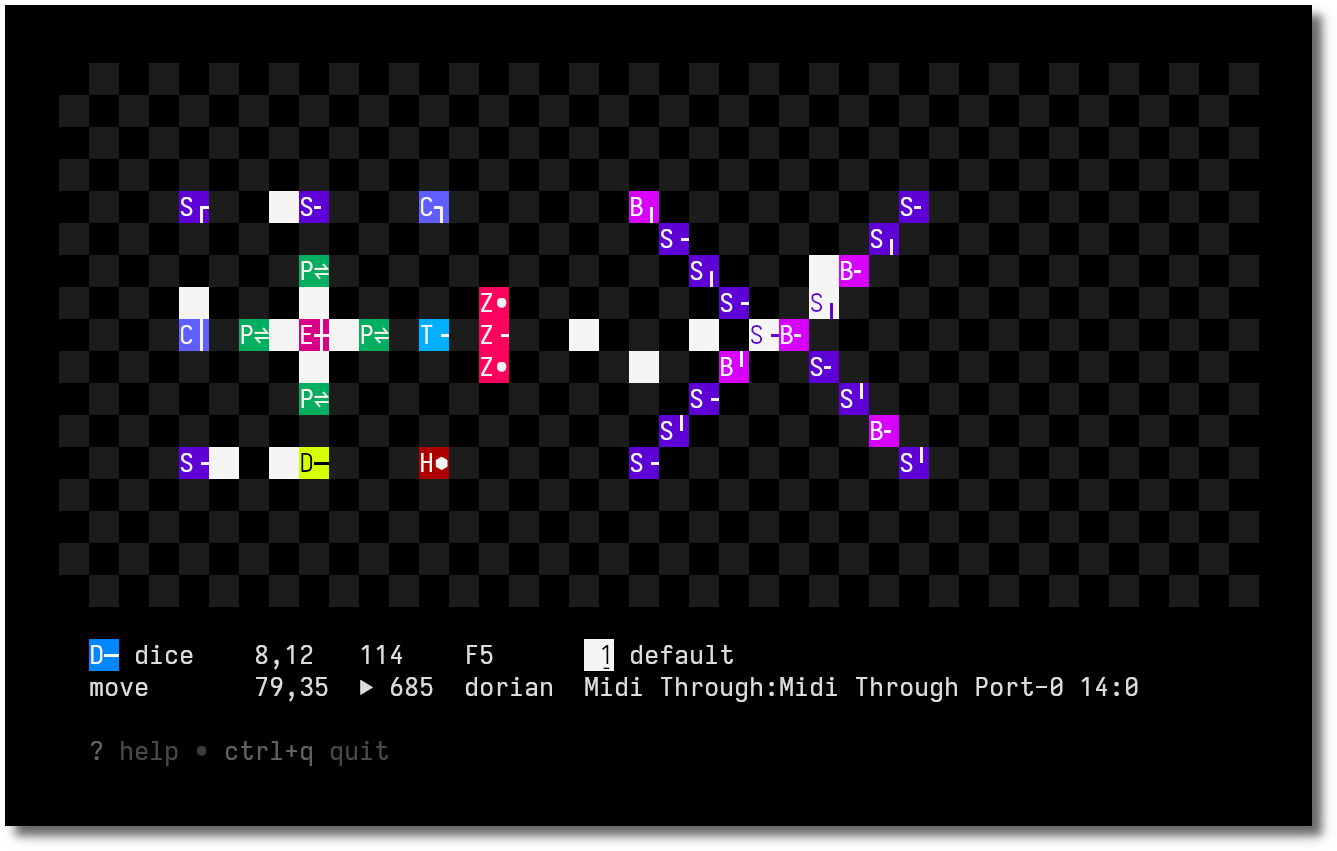 S┌ S- C┐ B╷ S-
S- S╷
P⇌ S╷ B-
Z● S- S╷
C│ P⇌ E┼ P⇌ T- Z- S- B-
Z● B╵ S-
P⇌ S- S╵
S╵ B-
S- D─ H⬢ S- S╵
D─ dice 8,12 114 F5 1 default
move 79,35 ▶ 685 dorian Midi Through:Midi Through Port-0 14:0
? help • ctrl+q quit